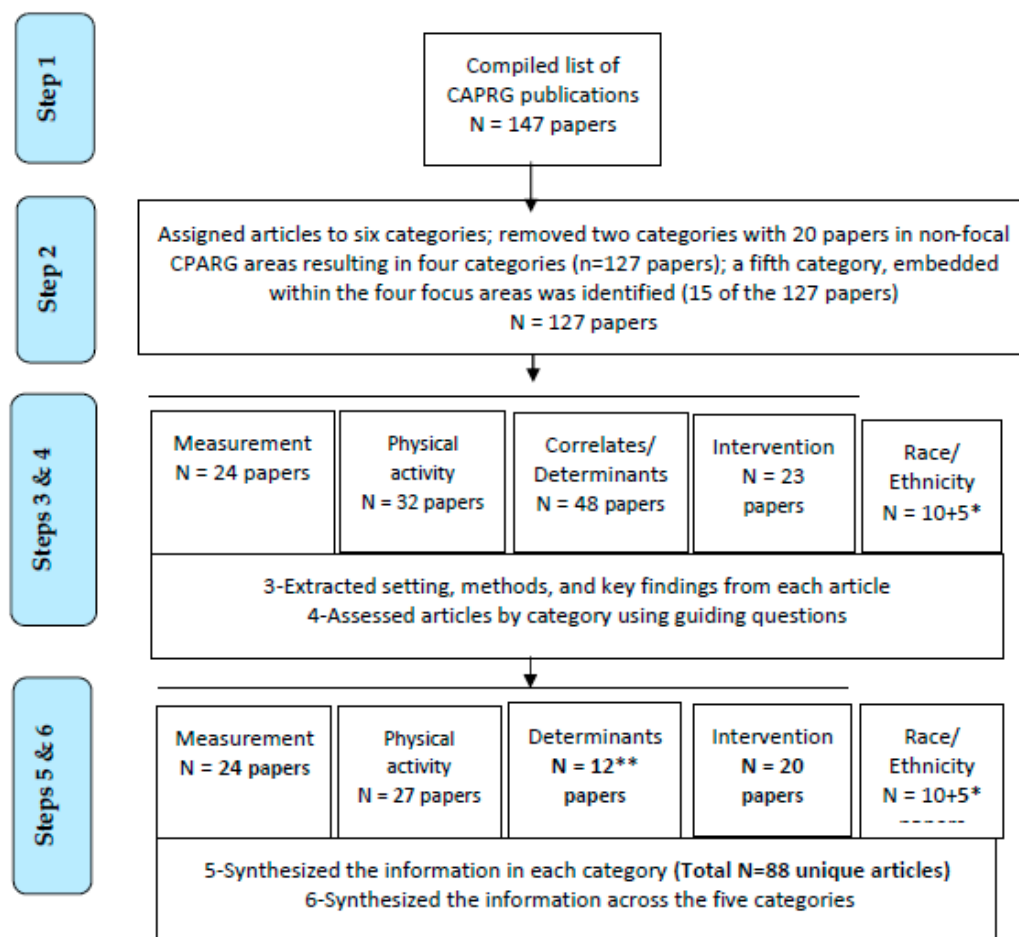 Step 1
Compiled list of
CAPRG publications
N = 147 papers
Step 2
Assigned articles to six categories; removed two categories with 20 papers in non-focal
CPARG areas resulting in four categories (n=127 papers); a fifth category, embedded
within the four focus areas was identified (15 of the 127 papers)
N = 127 papers
Steps 3 & 4
Measurement
N = 24 papers
Physical
activity
N = 32 papers
Correlates/
Determinants
N = 48 papers
Intervention
N = 23
papers
Race/
Ethnicity
N = 10+5*
3-Extracted setting, methods, and key findings from each article
4-Assessed articles by category using guiding questions
Steps 5 & 6
Measurement
N = 24 papers
Physical
activity
N = 27 papers
Determinants
N = 12**
papers
Intervention
N = 20
papers
Race/
Ethnicity
N = 10+5*
5-Synthesized the information in each category (Total N=88 unique articles)
6-Synthesized the information across the five categories